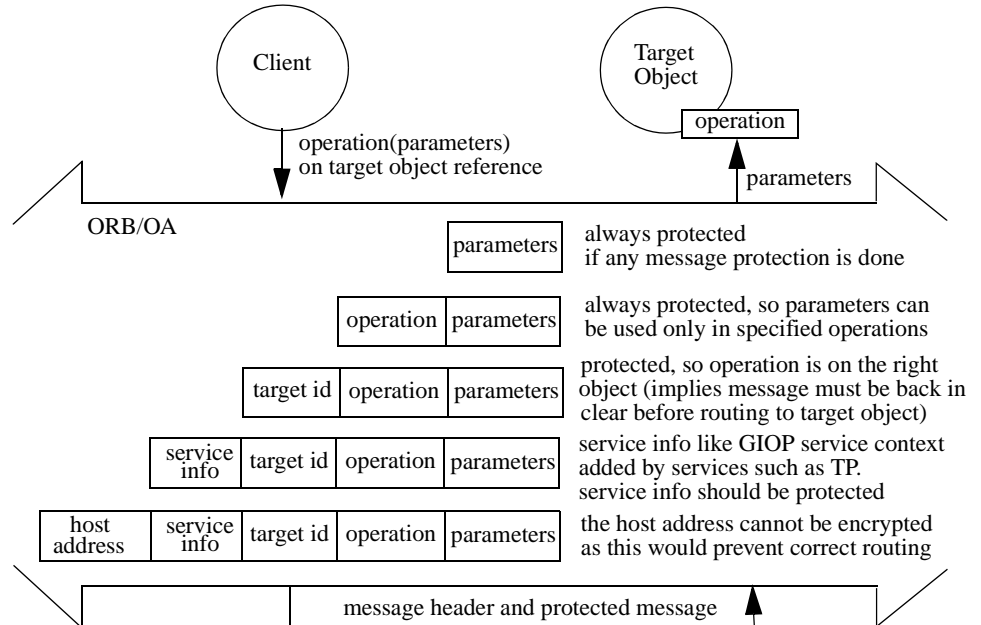 Client
Target
Object
operation
operation(parameters)
on target object reference
parameters
ORB/OA
parameters
always protected
if any message protection is done
operation parameters
always protected, so parameters can
be used only in specified operations
target id operation parameters
protected, so operation is on the right
object (implies message must be back in
clear before routing to target object)
service
info
target id operation parameters
service info like GIOP service context
added by services such as TP.
service info should be protected
host
address
service
info
target id operation parameters
the host address cannot be encrypted
as this would prevent correct routing
message header and protected message